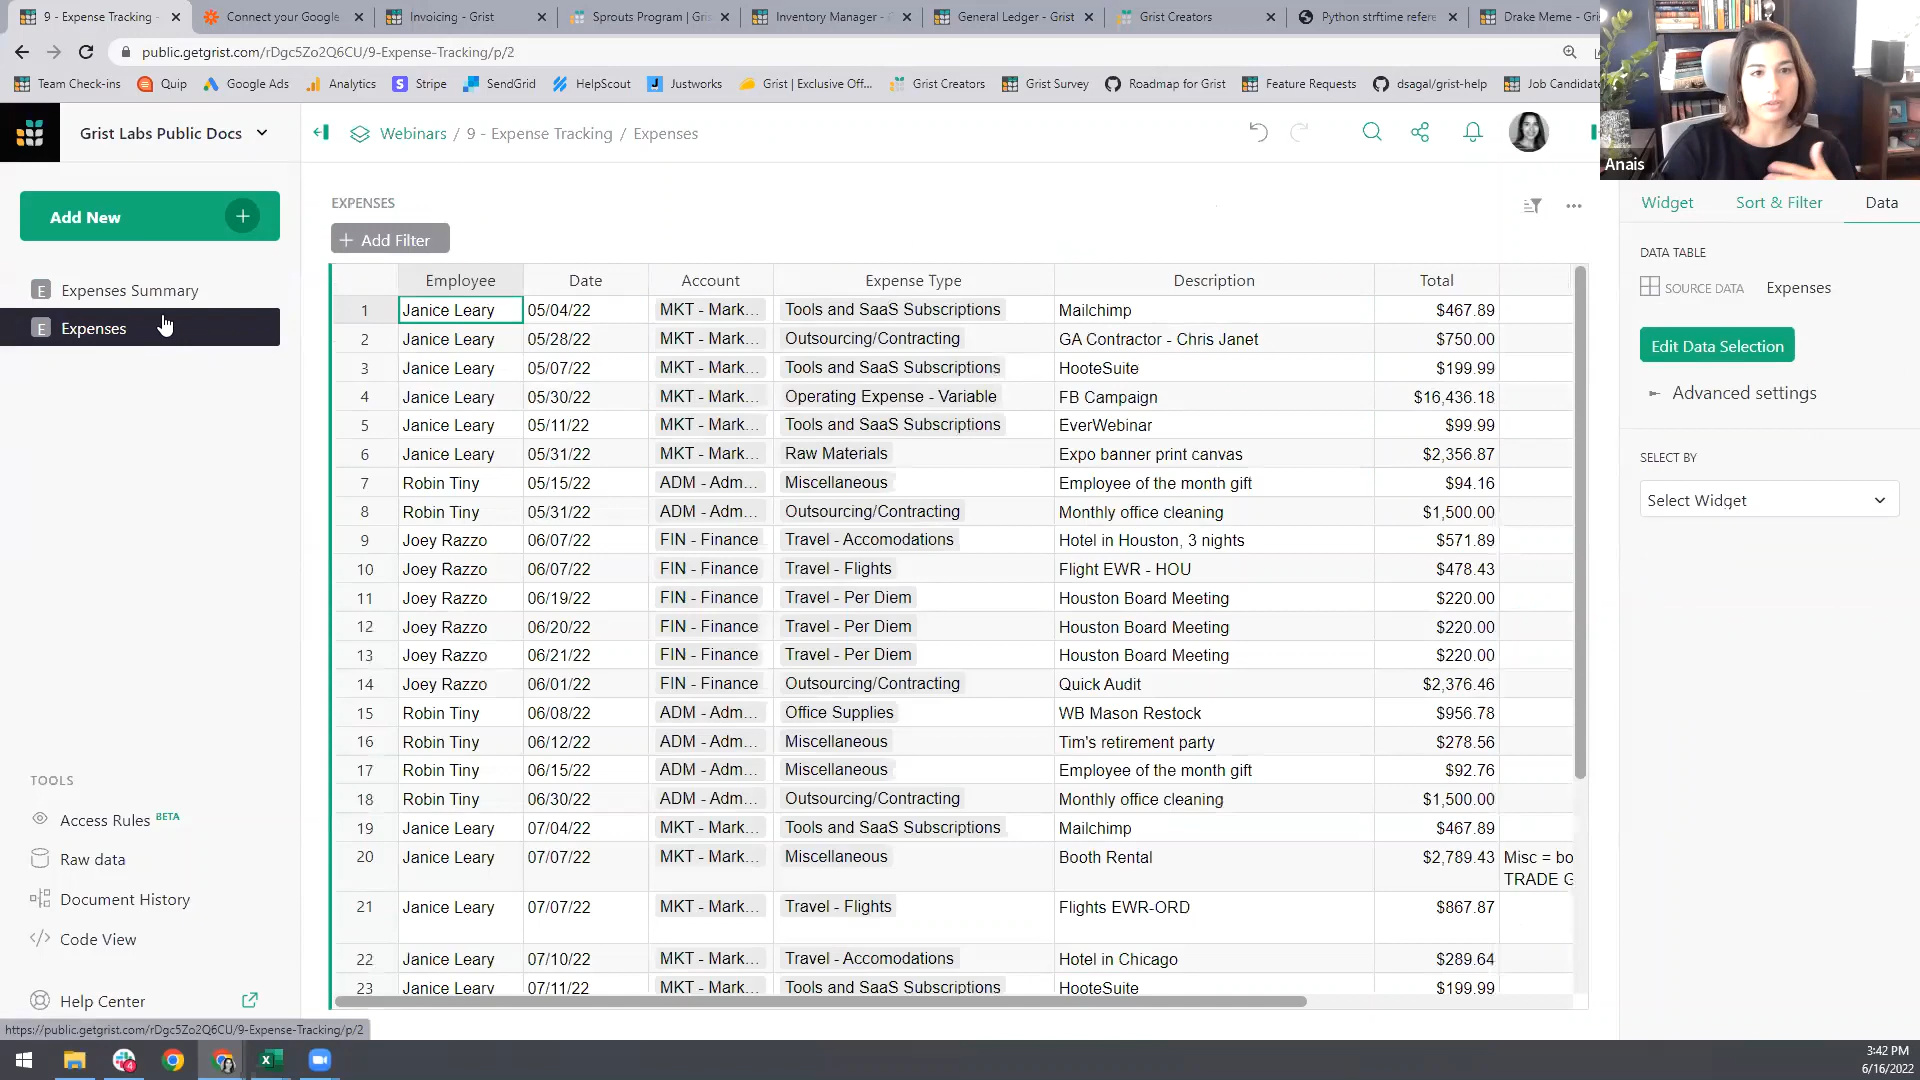 9 - Expense Tracking -
Connect your Google
Invoicing - Grist
Sprouts Program | Gris
Inventory Manager -
General Ledger - Grist
Grist Creators
Python strftime refere
Drake Meme - Gri
public.getgrist.com/rDgc5Zo2Q6CU/9-Expense-Tracking/p/2
Team Check-ins
Quip
Google Ads
Analytics
Stripe
SendGrid
HelpScout
Justworks
Grist | Exclusive Off...
Grist Creators
Grist Survey
Roadmap for Grist
Feature Requests
dsagal/grist-help
Job Candidate
Anais
Grist Labs Public Docs
Webinars / 9 - Expense Tracking / Expenses
Add New +
E Expenses Summary
E Expenses
TOOLS
Access Rules BETA
Raw data
Document History
Code View
Help Center
https://public.getgrist.com/rDgc5Zo2Q6CU/9-Expense-Tracking/p/2
EXPENSES
+ Add Filter
Employee Date Account Expense Type Description Total
1 Janice Leary 05/04/22 MKT - Mark... Tools and SaaS Subscriptions Mailchimp $467.89
2 Janice Leary 05/28/22 MKT - Mark... Outsourcing/Contracting GA Contractor - Chris Janet $750.00
3 Janice Leary 05/07/22 MKT - Mark... Tools and SaaS Subscriptions HooteSuite $199.99
4 Janice Leary 05/30/22 MKT - Mark... Operating Expense - Variable FB Campaign $16,436.18
5 Janice Leary 05/11/22 MKT - Mark... Tools and SaaS Subscriptions EverWebinar $99.99
6 Janice Leary 05/31/22 MKT - Mark... Raw Materials Expo banner print canvas $2,356.87
7 Robin Tiny 05/15/22 ADM - Adm... Miscellaneous Employee of the month gift $94.16
8 Robin Tiny 05/31/22 ADM - Adm... Outsourcing/Contracting Monthly office cleaning $1,500.00
9 Joey Razzo 06/07/22 FIN - Finance Travel - Accomodations Hotel in Houston, 3 nights $571.89
10 Joey Razzo 06/07/22 FIN - Finance Travel - Flights Flight EWR - HOU $478.43
11 Joey Razzo 06/19/22 FIN - Finance Travel - Per Diem Houston Board Meeting $220.00
12 Joey Razzo 06/20/22 FIN - Finance Travel - Per Diem Houston Board Meeting $220.00
13 Joey Razzo 06/21/22 FIN - Finance Travel - Per Diem Houston Board Meeting $220.00
14 Joey Razzo 06/01/22 FIN - Finance Outsourcing/Contracting Quick Audit $2,376.46
15 Robin Tiny 06/08/22 ADM - Adm... Office Supplies WB Mason Restock $956.78
16 Robin Tiny 06/12/22 ADM - Adm... Miscellaneous Tim's retirement party $278.56
17 Robin Tiny 06/15/22 ADM - Adm... Miscellaneous Employee of the month gift $92.76
18 Robin Tiny 06/30/22 ADM - Adm... Outsourcing/Contracting Monthly office cleaning $1,500.00
19 Janice Leary 07/04/22 MKT - Mark... Tools and SaaS Subscriptions Mailchimp $467.89
20 Janice Leary 07/07/22 MKT - Mark... Miscellaneous Booth Rental $2,789.43 Misc = bo
TRADE G
21 Janice Leary 07/07/22 MKT - Mark... Travel - Flights Flights EWR-ORD $867.87
22 Janice Leary 07/10/22 MKT - Mark... Travel - Accomodations Hotel in Chicago $289.64
23 Janice Leary 07/11/22 MKT - Mark... Tools and SaaS Subscriptions HooteSuite $199.99
Widget Sort & Filter Data
DATA TABLE
SOURCE DATA Expenses
Edit Data Selection
Advanced settings
SELECT BY
Select Widget
4
3:42 PM
6/16/2022